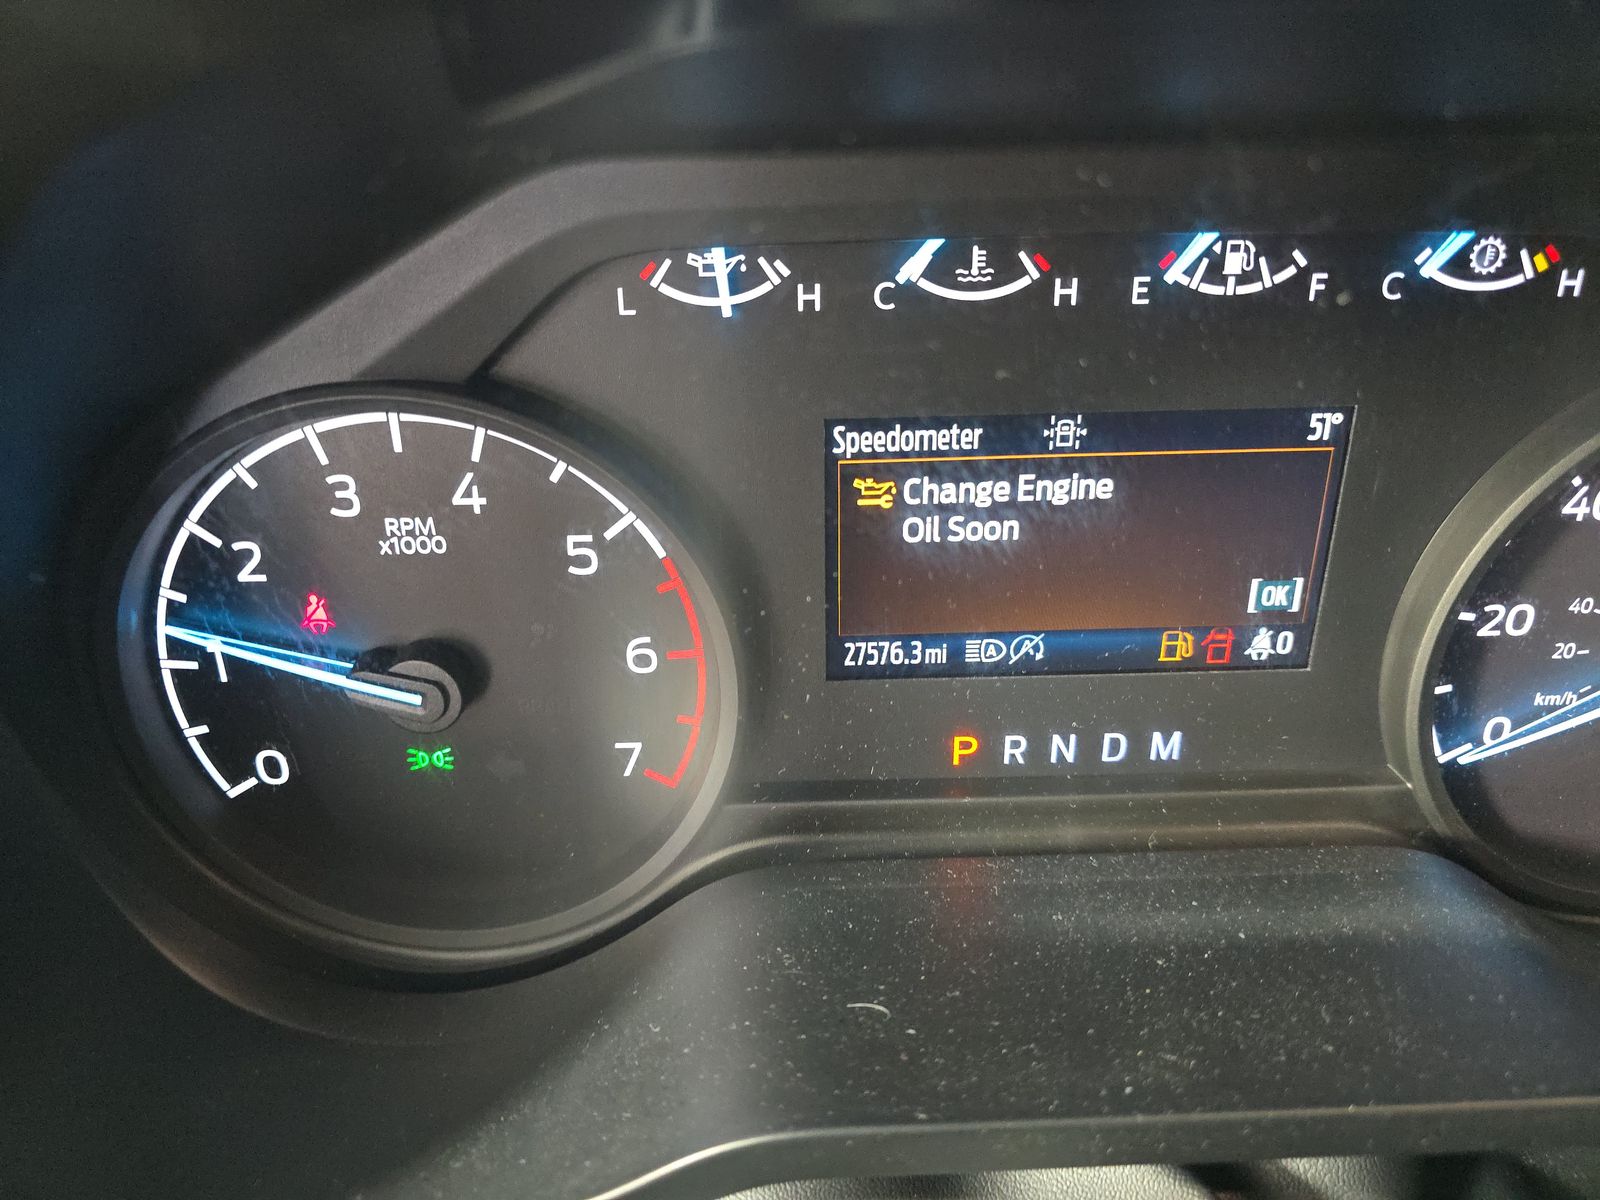 L H C H E F C H
Speedometer 51°
Change Engine
Oil Soon
[OK]
27576.3 mi A 0
P R N D M
0 1 2 3 4 5 6 7
RPM
x1000
0 20 40
20 40
km/h